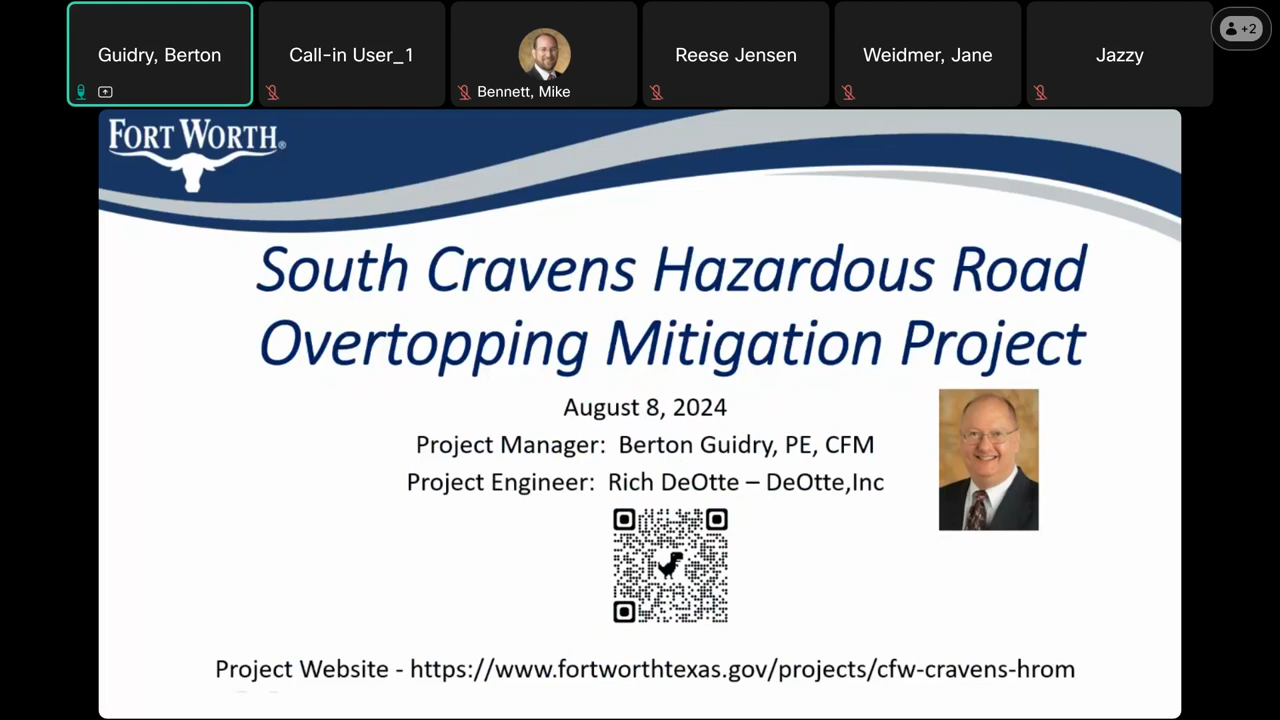 Guidry, Berton
Call-in User_1
Bennett, Mike
Reese Jensen
Weidmer, Jane
Jazzy
+2
FORT WORTH®
South Cravens Hazardous Road
Overtopping Mitigation Project
August 8, 2024
Project Manager: Berton Guidry, PE, CFM
Project Engineer: Rich DeOtte – DeOtte,Inc
Project Website - https://www.fortworthtexas.gov/projects/cfw-cravens-hrom